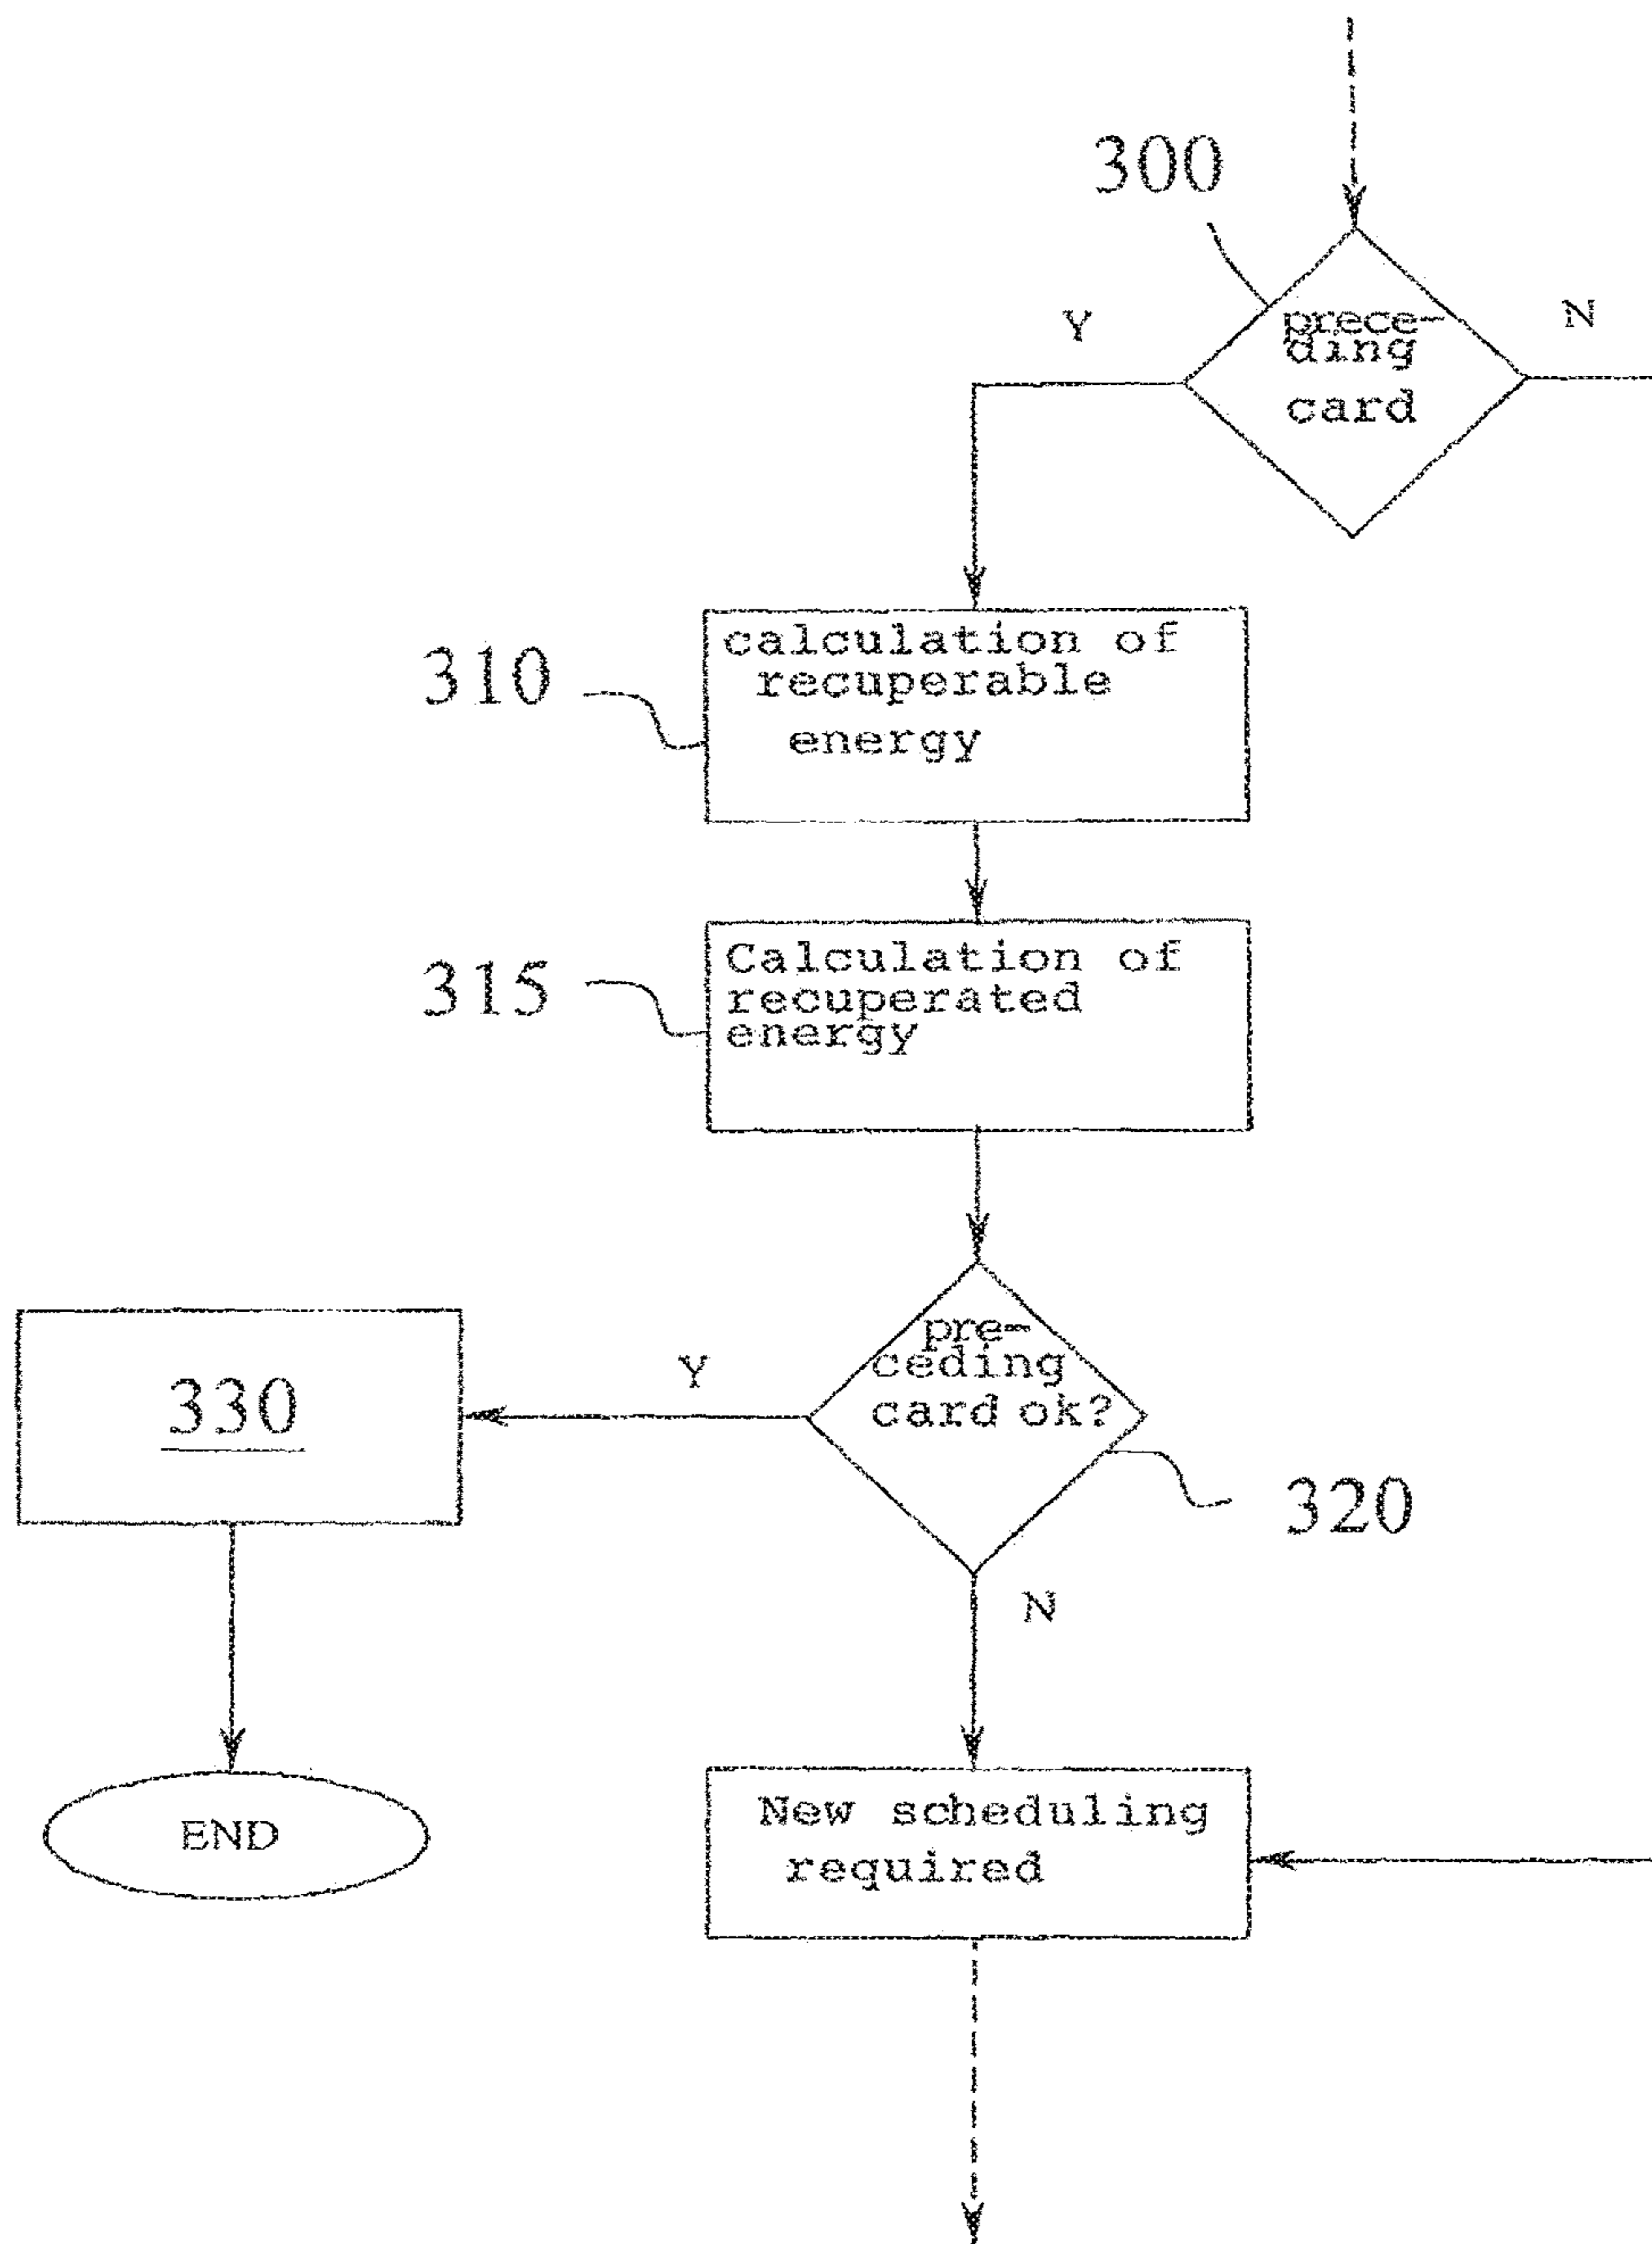 300
Y
N
prece-
ding
card
310
calculation of
recuperable
energy
315
Calculation of
recuperated
energy
330
Y
pre-
ceding
card ok?
320
N
END
New scheduling
required